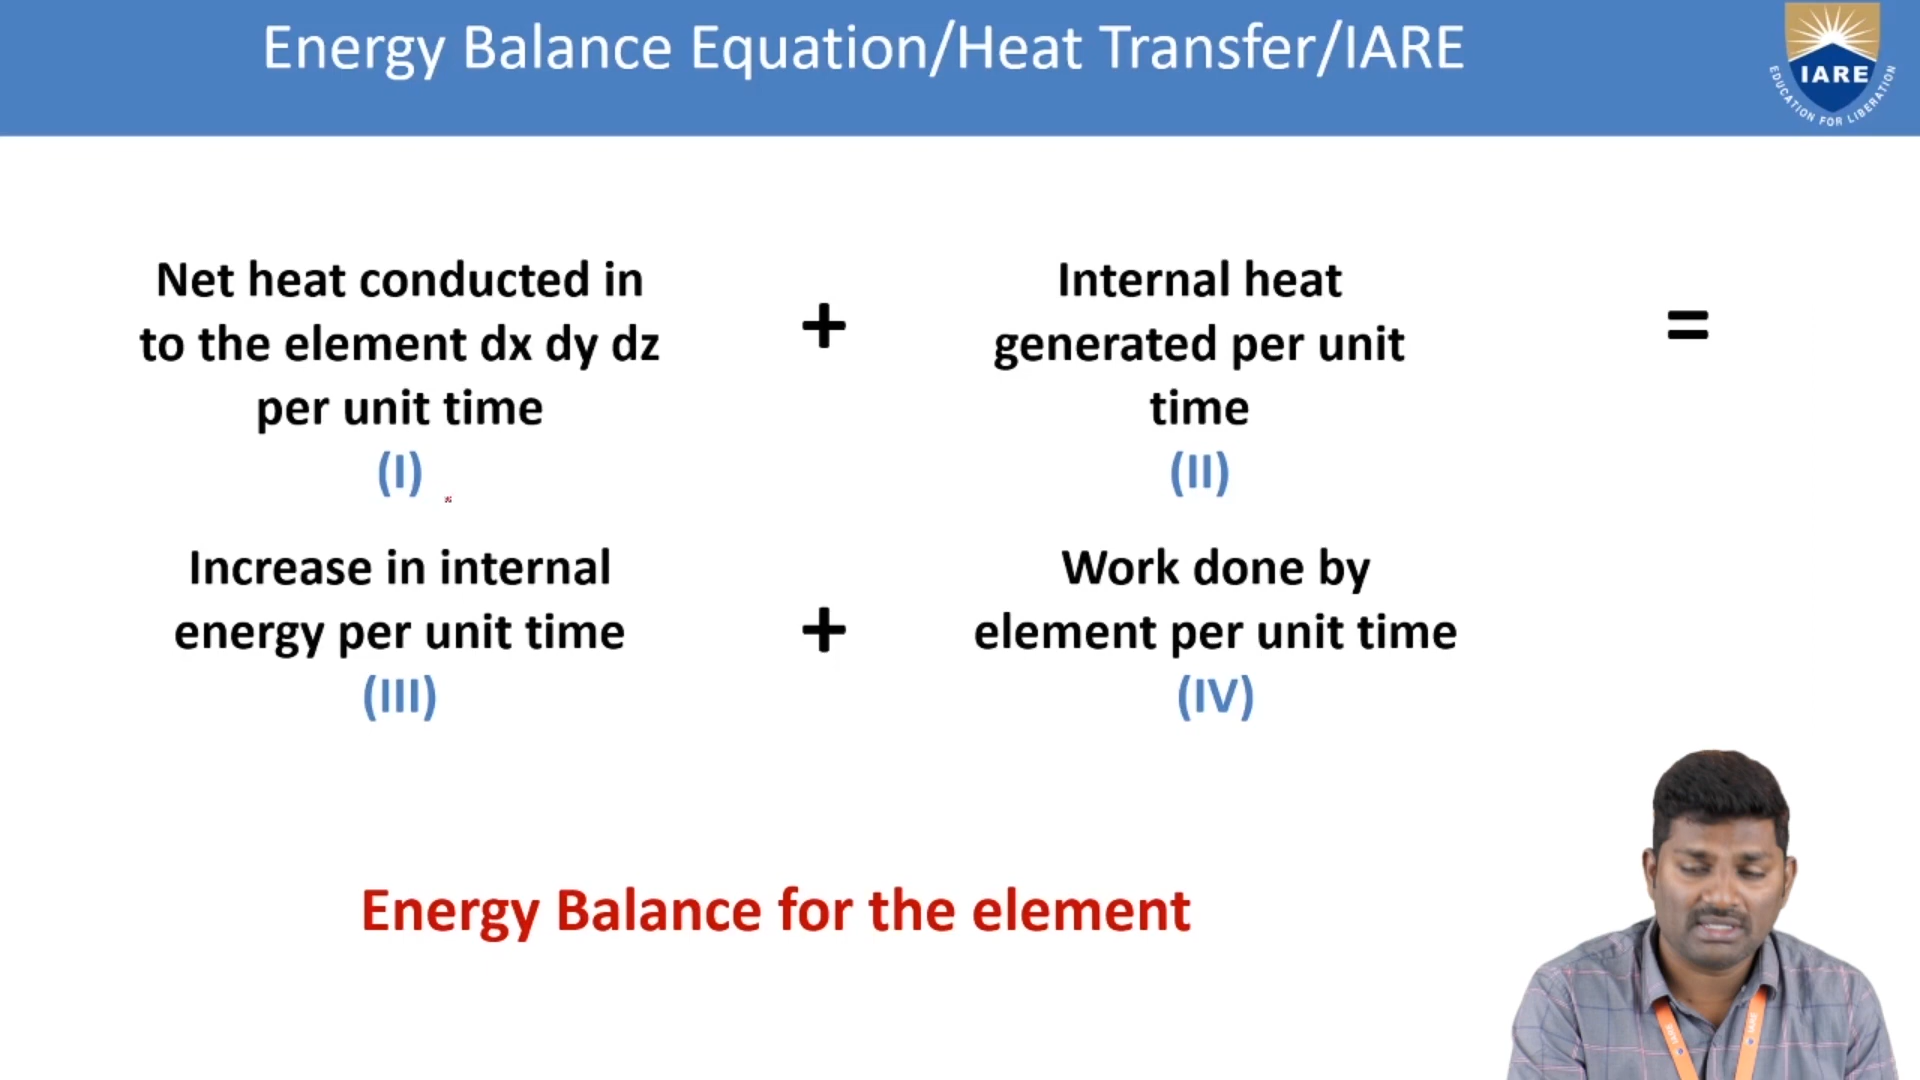 Energy Balance Equation/Heat Transfer/IARE
IARE
EDUCATION FOR LIBERATION
Net heat conducted in
to the element dx dy dz
per unit time
(I)
+
Internal heat
generated per unit
time
(II)
=
Increase in internal
energy per unit time
(III)
+
Work done by
element per unit time
(IV)
Energy Balance for the element
IARE
IARE